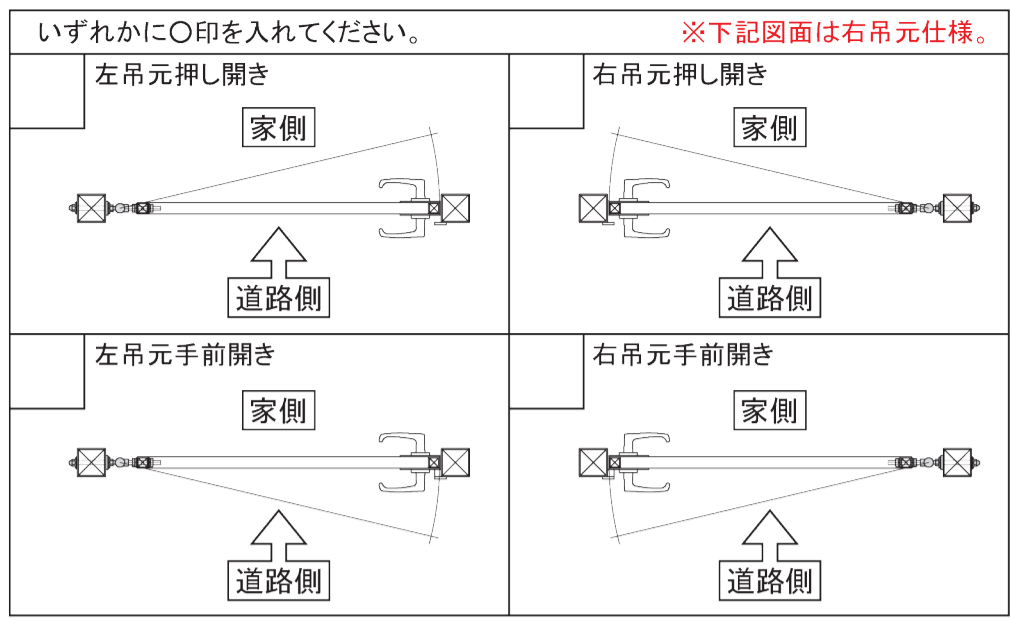 いずれかに〇印を入れてください。
※下記図面は右吊元仕様。
左吊元押し開き
家側
道路側
右吊元押し開き
家側
道路側
左吊元手前開き
家側
道路側
右吊元手前開き
家側
道路側